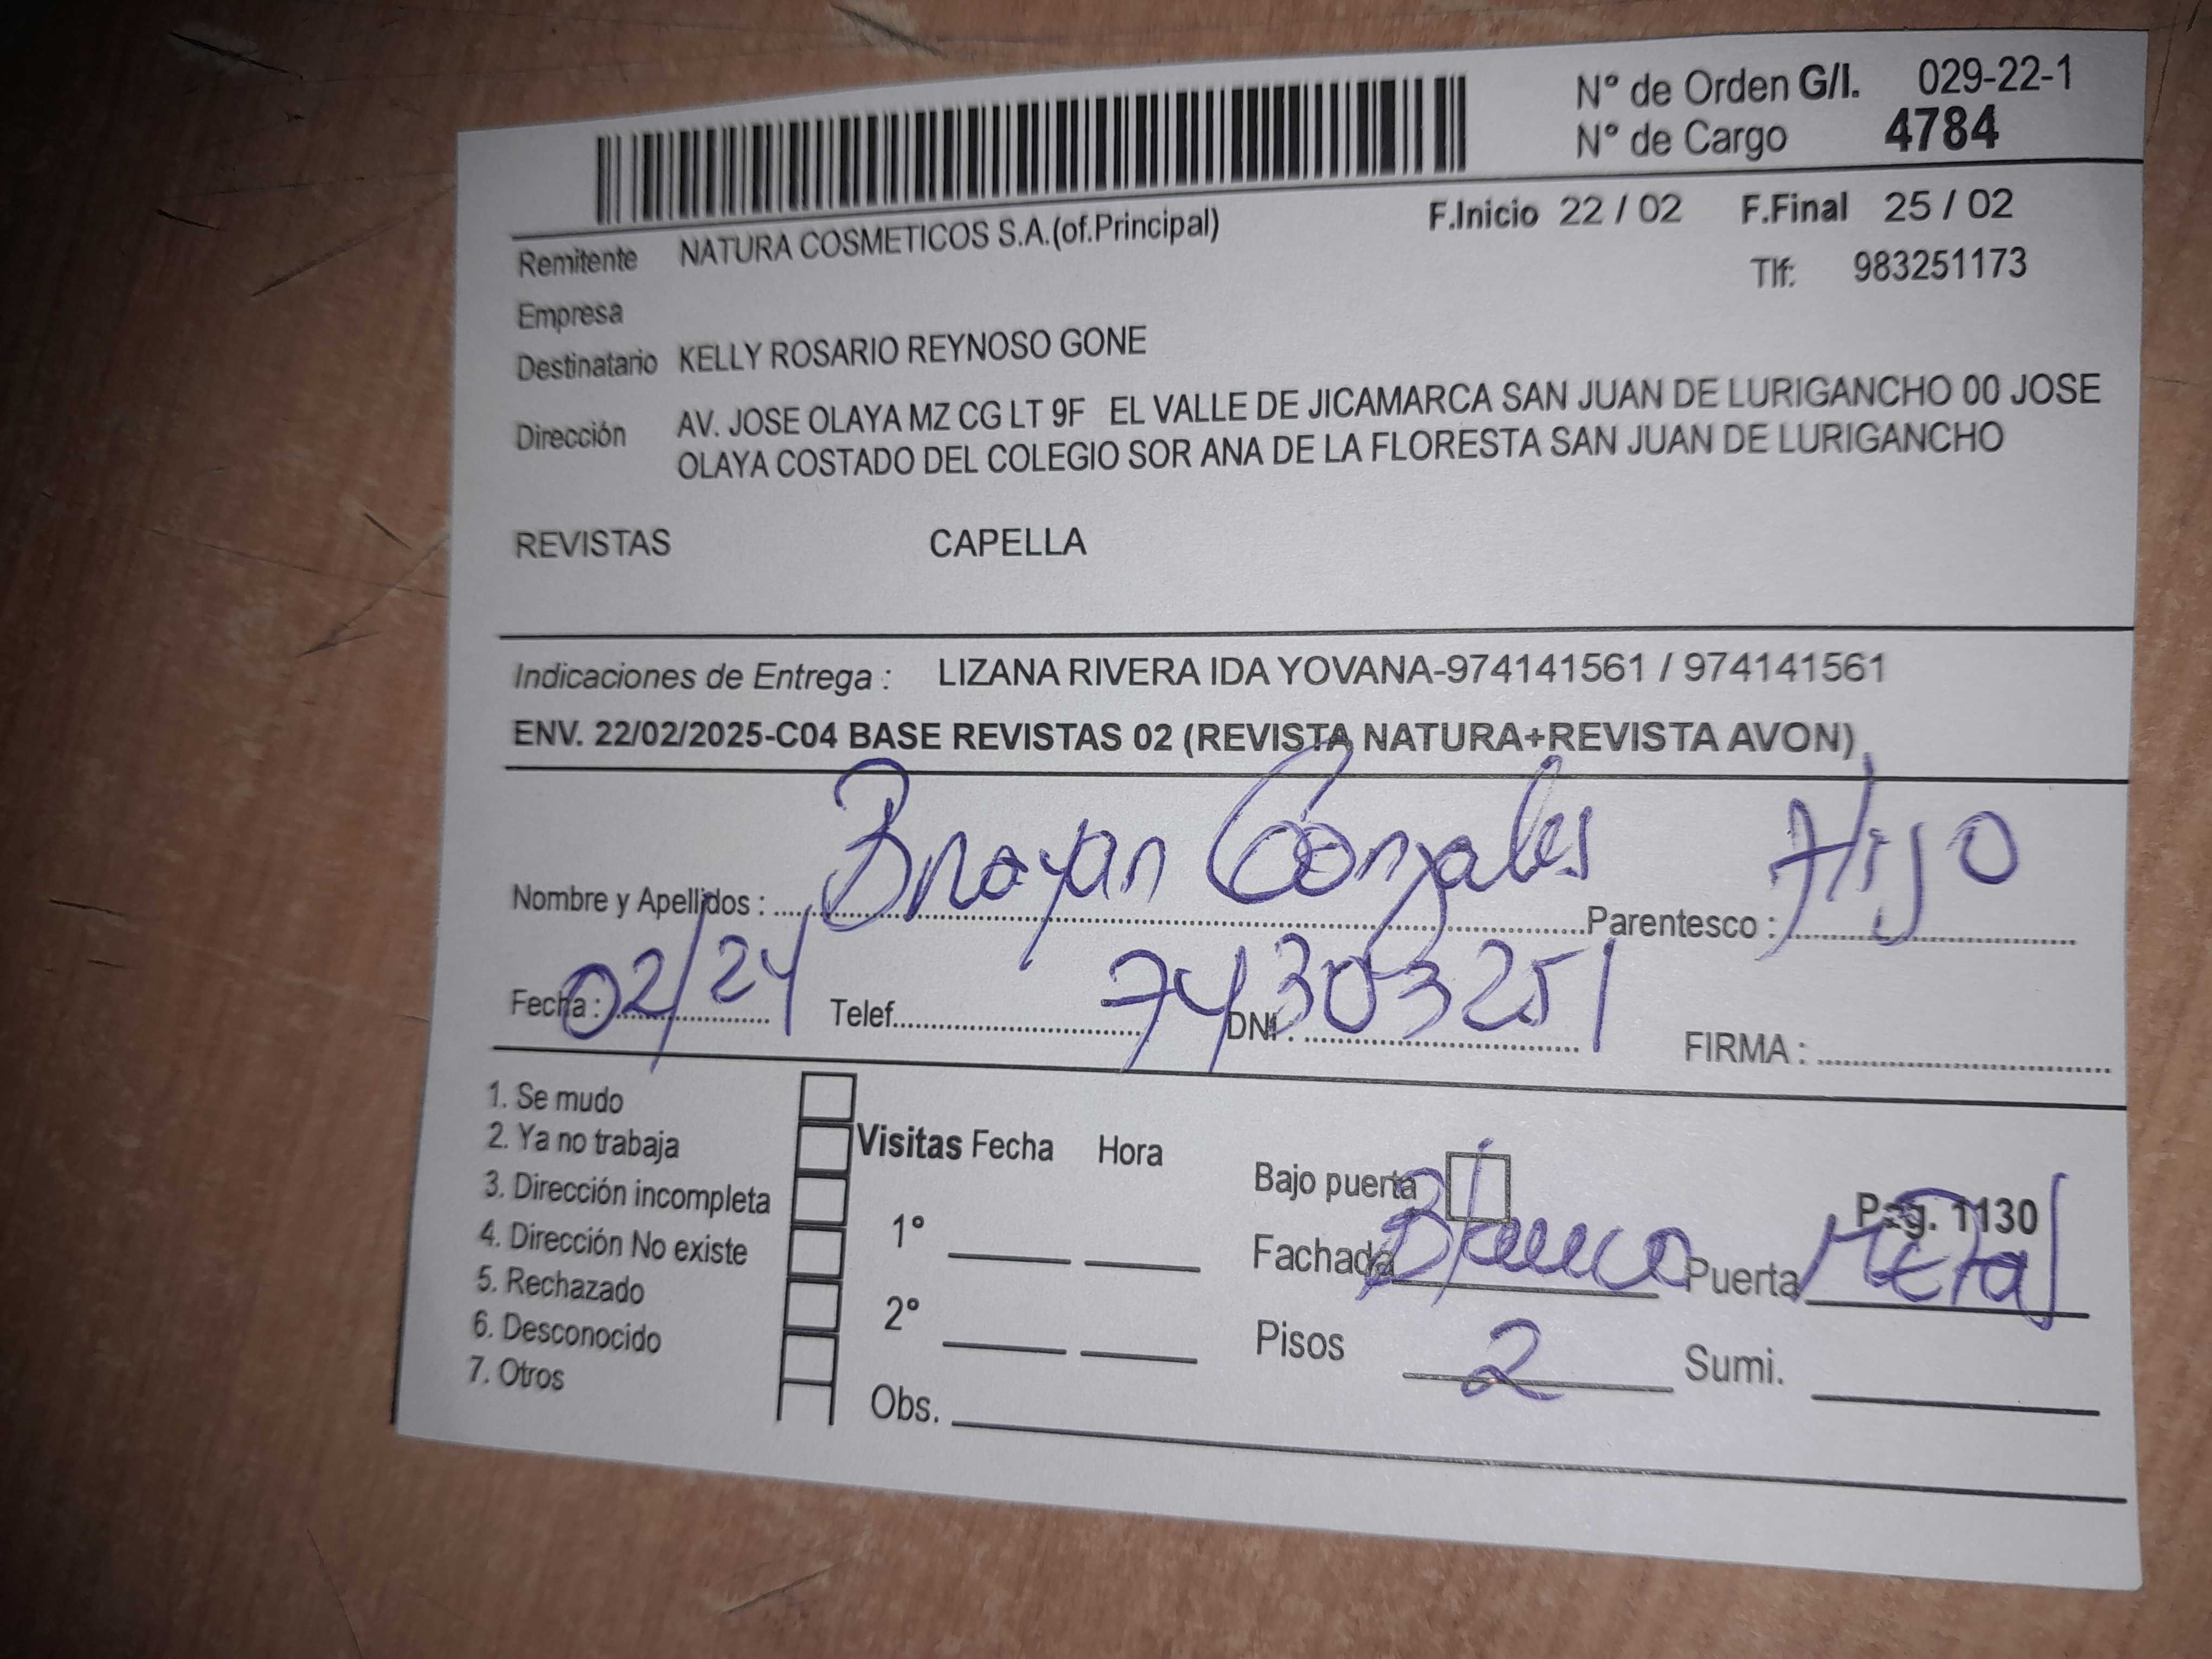 N° de Orden G/I. 029-22-1
N° de Cargo 4784
F.Inicio 22 / 02 F.Final 25 / 02
Remitente NATURA COSMETICOS S.A.(of.Principal)
Tlf: 983251173
Empresa
Destinatario KELLY ROSARIO REYNOSO GONE
Dirección AV. JOSE OLAYA MZ CG LT 9F EL VALLE DE JICAMARCA SAN JUAN DE LURIGANCHO 00 JOSE
OLAYA COSTADO DEL COLEGIO SOR ANA DE LA FLORESTA SAN JUAN DE LURIGANCHO
REVISTAS CAPELLA
Indicaciones de Entrega : LIZANA RIVERA IDA YOVANA-974141561 / 974141561
ENV. 22/02/2025-C04 BASE REVISTAS 02 (REVISTA NATURA+REVISTA AVON)
Nombre y Apellidos : Brayan Gonzales Parentesco : Hijo
Fecha : 02/24 Telef. DNI : 74303251 FIRMA :
1. Se mudo
2. Ya no trabaja
3. Dirección incompleta
4. Dirección No existe
5. Rechazado
6. Desconocido
7. Otros
Visitas Fecha Hora
1°
2°
Obs.
Bajo puerta Pag. 1130
Fachada Blanco Puerta Metal
Pisos 2 Sumi.